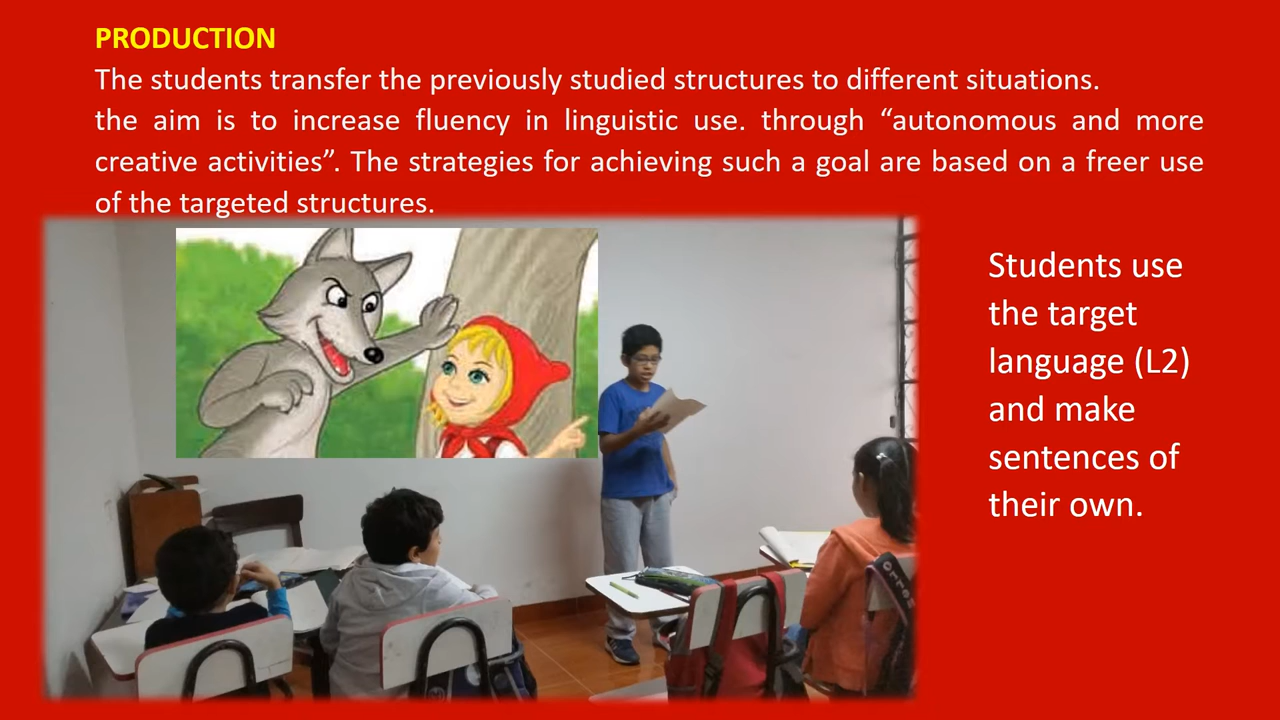 PRODUCTION
The students transfer the previously studied structures to different situations.
the aim is to increase fluency in linguistic use. through “autonomous and more
creative activities”. The strategies for achieving such a goal are based on a freer use
of the targeted structures.
Students use
the target
language (L2)
and make
sentences of
their own.